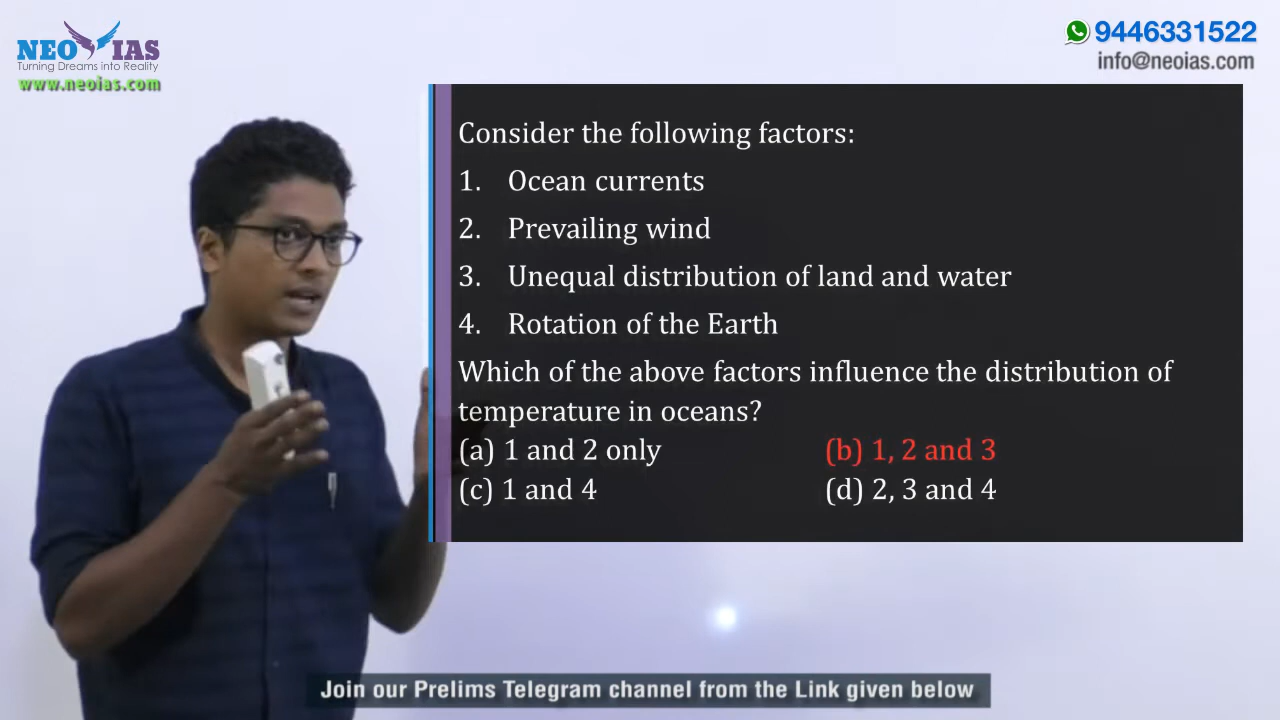 NEO IAS
Turning Dreams into Reality
www.neoias.com
9446331522
info@neoias.com
Consider the following factors:
1. Ocean currents
2. Prevailing wind
3. Unequal distribution of land and water
4. Rotation of the Earth
Which of the above factors influence the distribution of
temperature in oceans?
(a) 1 and 2 only (b) 1, 2 and 3
(c) 1 and 4 (d) 2, 3 and 4
Join our Prelims Telegram channel from the Link given below